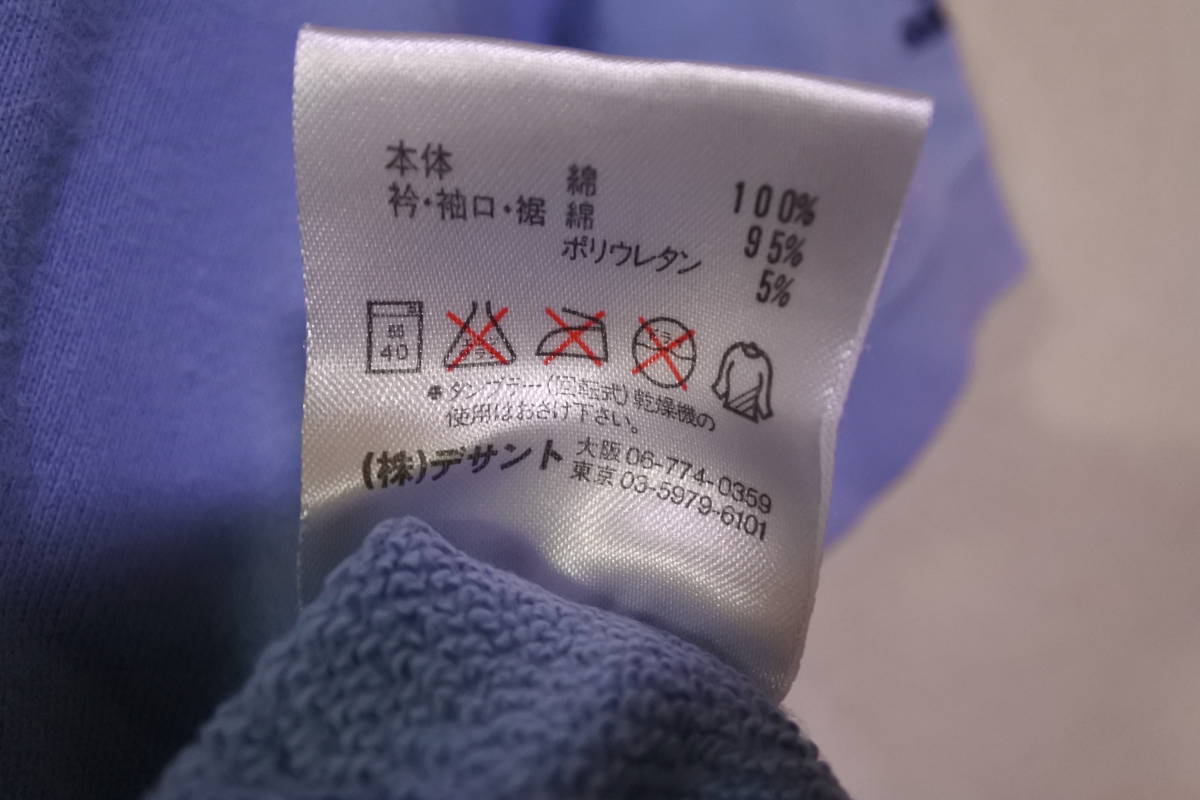 本体 綿 100%
衿・袖口・裾 綿 95%
ポリウレタン 5%
40
タンブラー(回転式)乾燥機の
使用はおさけ下さい。
(株)デサント 大阪 06-774-0359
東京 03-5979-6101